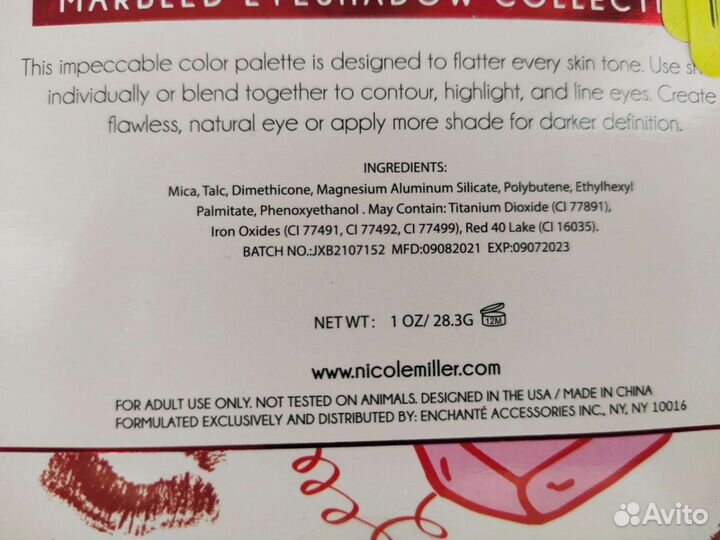 MARBLED EYESHADOW COLLECTI
This impeccable color palette is designed to flatter every skin tone. Use
individually or blend together to contour, highlight, and line eyes. Create
flawless, natural eye or apply more shade for darker definition.
INGREDIENTS:
Mica, Talc, Dimethicone, Magnesium Aluminum Silicate, Polybutene, Ethylhexyl
Palmitate, Phenoxyethanol . May Contain: Titanium Dioxide (CI 77891),
Iron Oxides (CI 77491, CI 77492, CI 77499), Red 40 Lake (CI 16035).
BATCH NO.:JXB2107152 MFD:09082021 EXP:09072023
NET WT: 1 OZ/ 28.3G 12M
www.nicolemiller.com
FOR ADULT USE ONLY. NOT TESTED ON ANIMALS. DESIGNED IN THE USA / MADE IN CHINA
FORMULATED EXCLUSIVELY AND DISTRIBUTED BY: ENCHANTÉ ACCESSORIES INC., NY, NY 10016
Avito